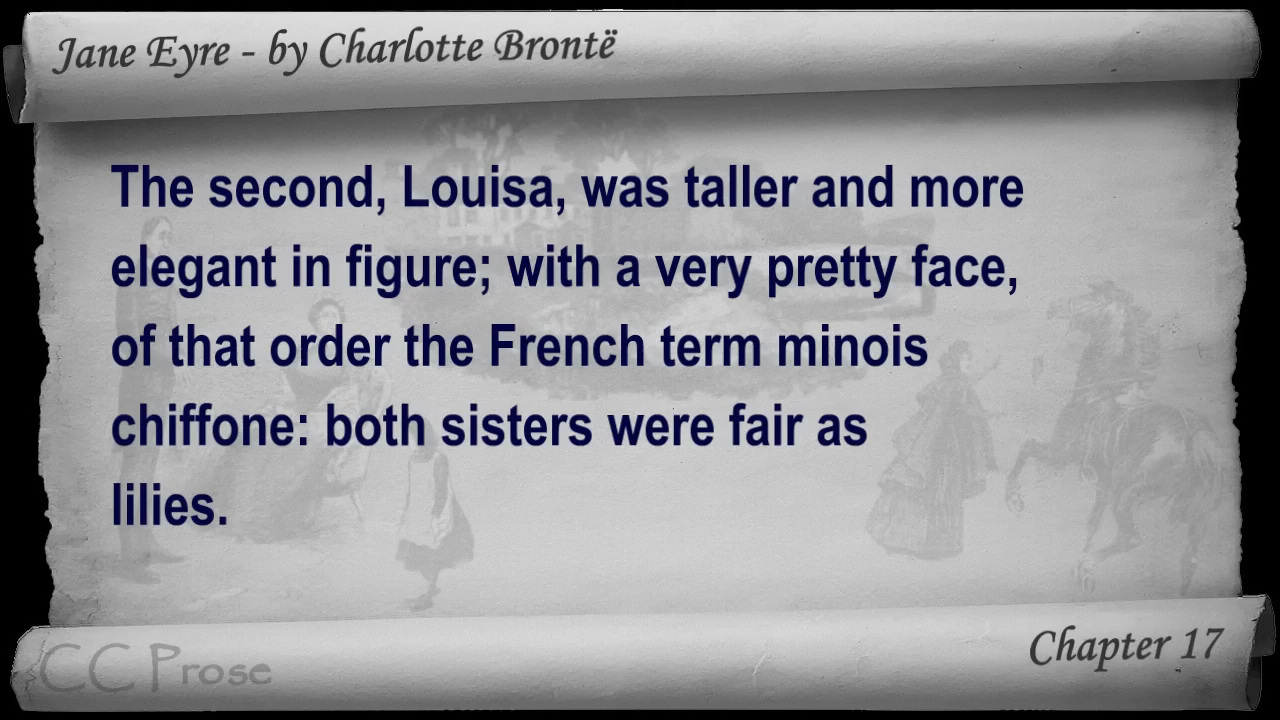 Jane Eyre - by Charlotte Brontë
The second, Louisa, was taller and more
elegant in figure; with a very pretty face,
of that order the French term minois
chiffone: both sisters were fair as
lilies.
Chapter 17
CC Prose